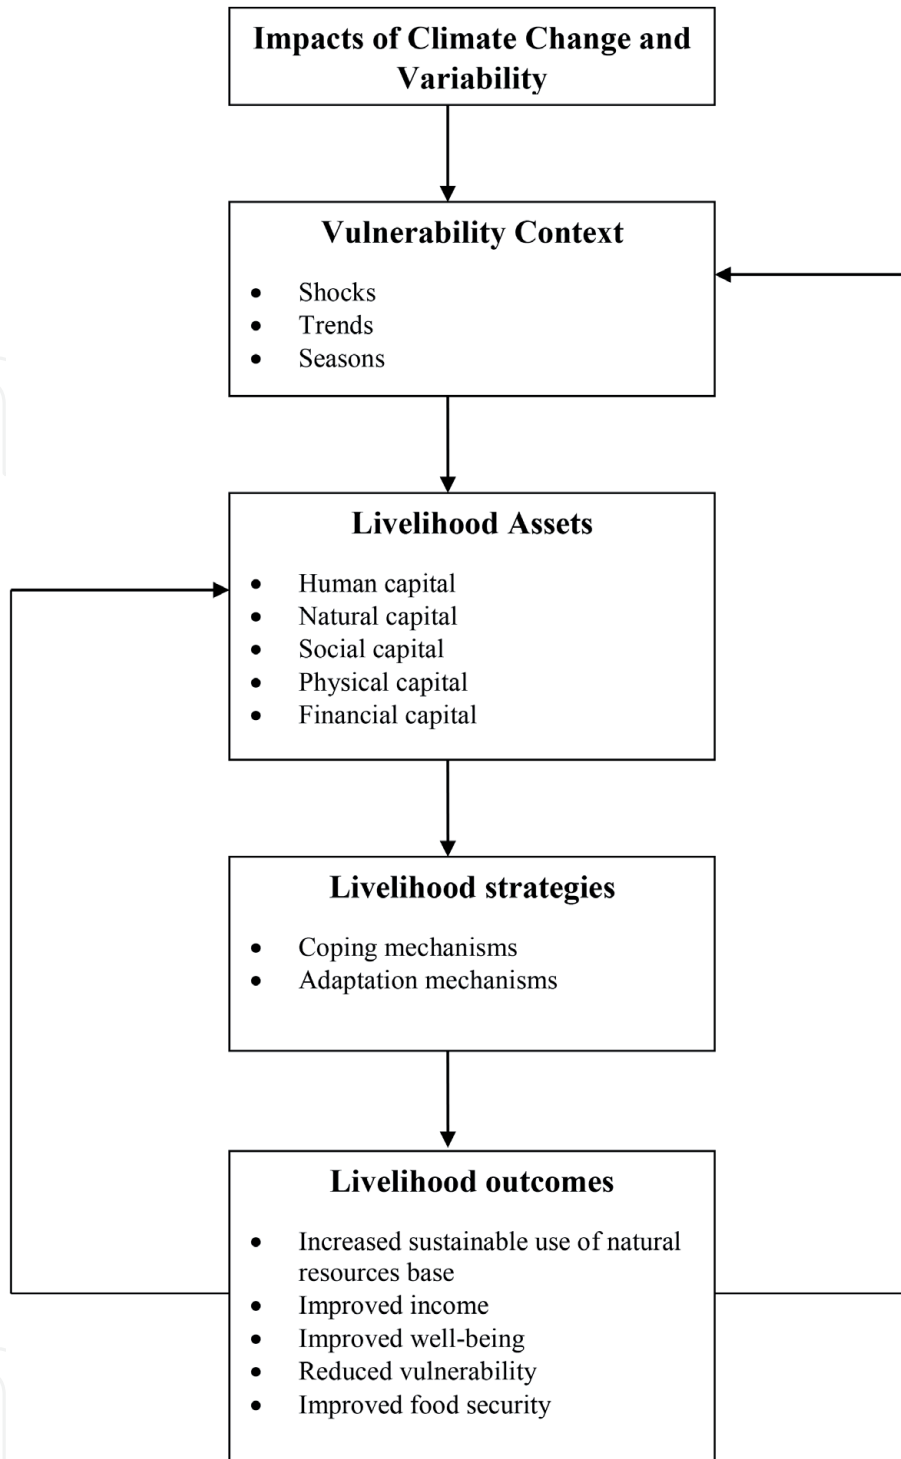 Impacts of Climate Change and
Variability
Vulnerability Context
• Shocks
• Trends
• Seasons
Livelihood Assets
• Human capital
• Natural capital
• Social capital
• Physical capital
• Financial capital
Livelihood strategies
• Coping mechanisms
• Adaptation mechanisms
Livelihood outcomes
• Increased sustainable use of natural
resources base
• Improved income
• Improved well-being
• Reduced vulnerability
• Improved food security